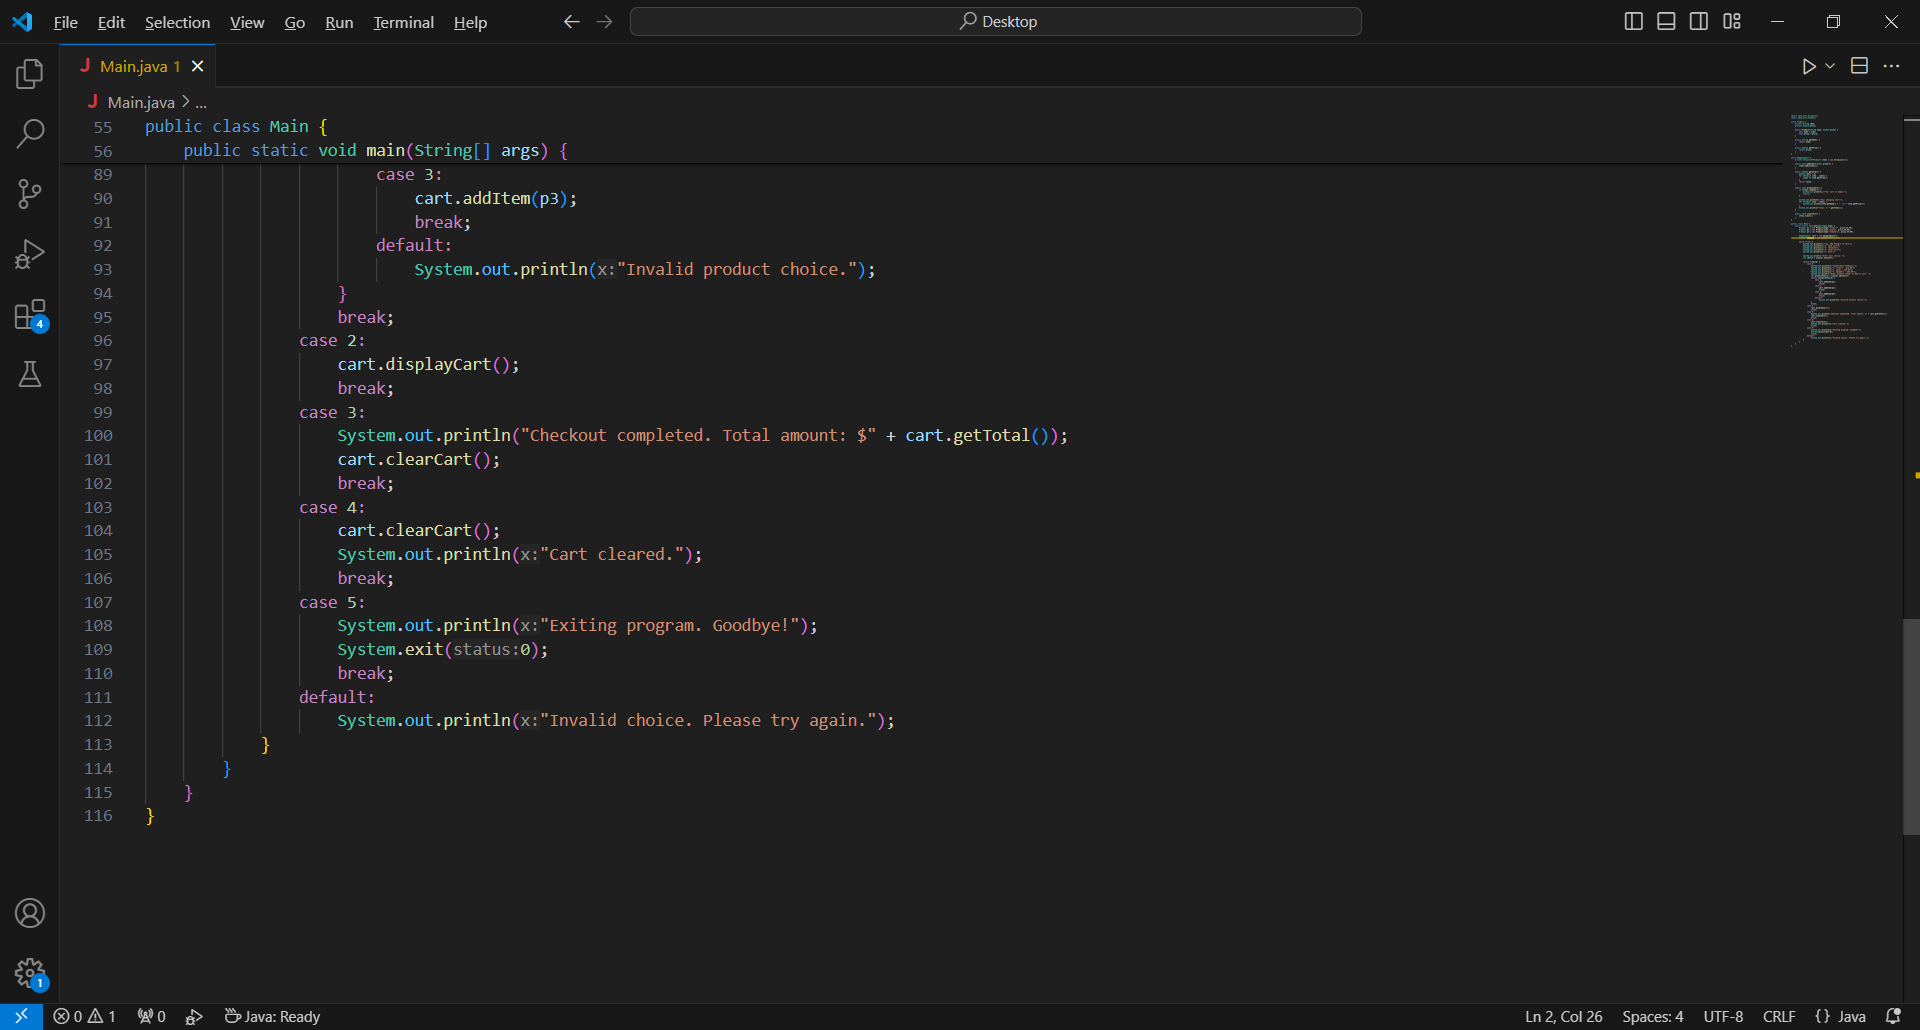 File Edit Selection View Go Run Terminal Help Desktop
Main.java 1
Main.java > ...
55 public class Main {
56 public static void main(String[] args) {
89 case 3:
90 cart.addItem(p3);
91 break;
92 default:
93 System.out.println(x:"Invalid product choice.");
94 }
95 break;
96 case 2:
97 cart.displayCart();
98 break;
99 case 3:
100 System.out.println("Checkout completed. Total amount: $" + cart.getTotal());
101 cart.clearCart();
102 break;
103 case 4:
104 cart.clearCart();
105 System.out.println(x:"Cart cleared.");
106 break;
107 case 5:
108 System.out.println(x:"Exiting program. Goodbye!");
109 System.exit(status:0);
110 break;
111 default:
112 System.out.println(x:"Invalid choice. Please try again.");
113 }
114 }
115 }
116 }
4
1
0 1 0 Java: Ready Ln 2, Col 26 Spaces: 4 UTF-8 CRLF {} Java